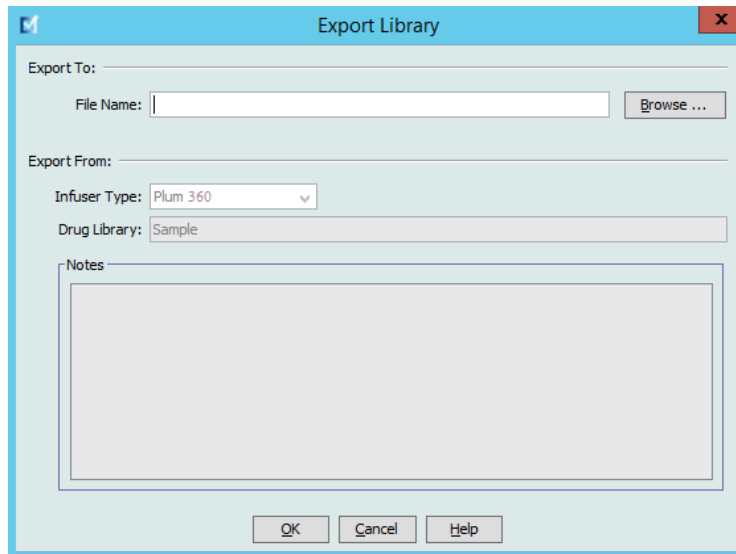 Export Library
x
Export To:
File Name:
Browse ...
Export From:
Infuser Type: Plum 360
Drug Library: Sample
Notes
OK Cancel Help